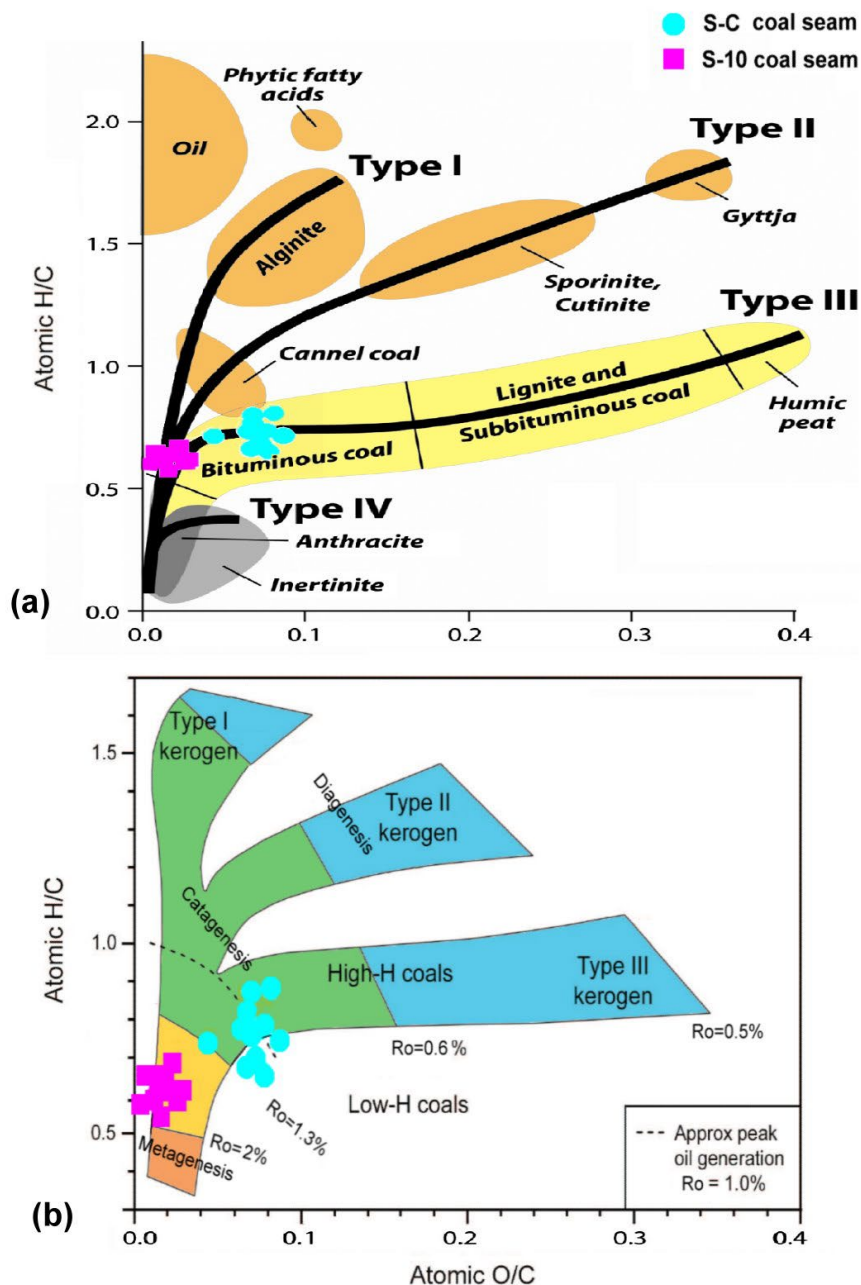 S-C coal seam
S-10 coal seam
Phytic fatty
acids
Oil
Type I
Type II
Alginite
Gyttja
Sporinite,
Cutinite
Type III
Cannel coal
Lignite and
Subbituminous coal
Humic
peat
Bituminous coal
Type IV
Anthracite
Inertinite
Atomic H/C
2.0
1.5
1.0
0.5
0.0
0.0
0.1
0.2
0.3
0.4
(a)
Type I
kerogen
Type II
kerogen
Diagenesis
Catagenesis
High-H coals
Type III
kerogen
Ro=0.5%
Ro=0.6 %
Low-H coals
Ro=1.3%
Ro=2%
Metagenesis
Approx peak
oil generation
Ro = 1.0%
Atomic H/C
1.5
1.0
0.5
0.0
0.1
0.2
0.3
0.4
(b)
Atomic O/C